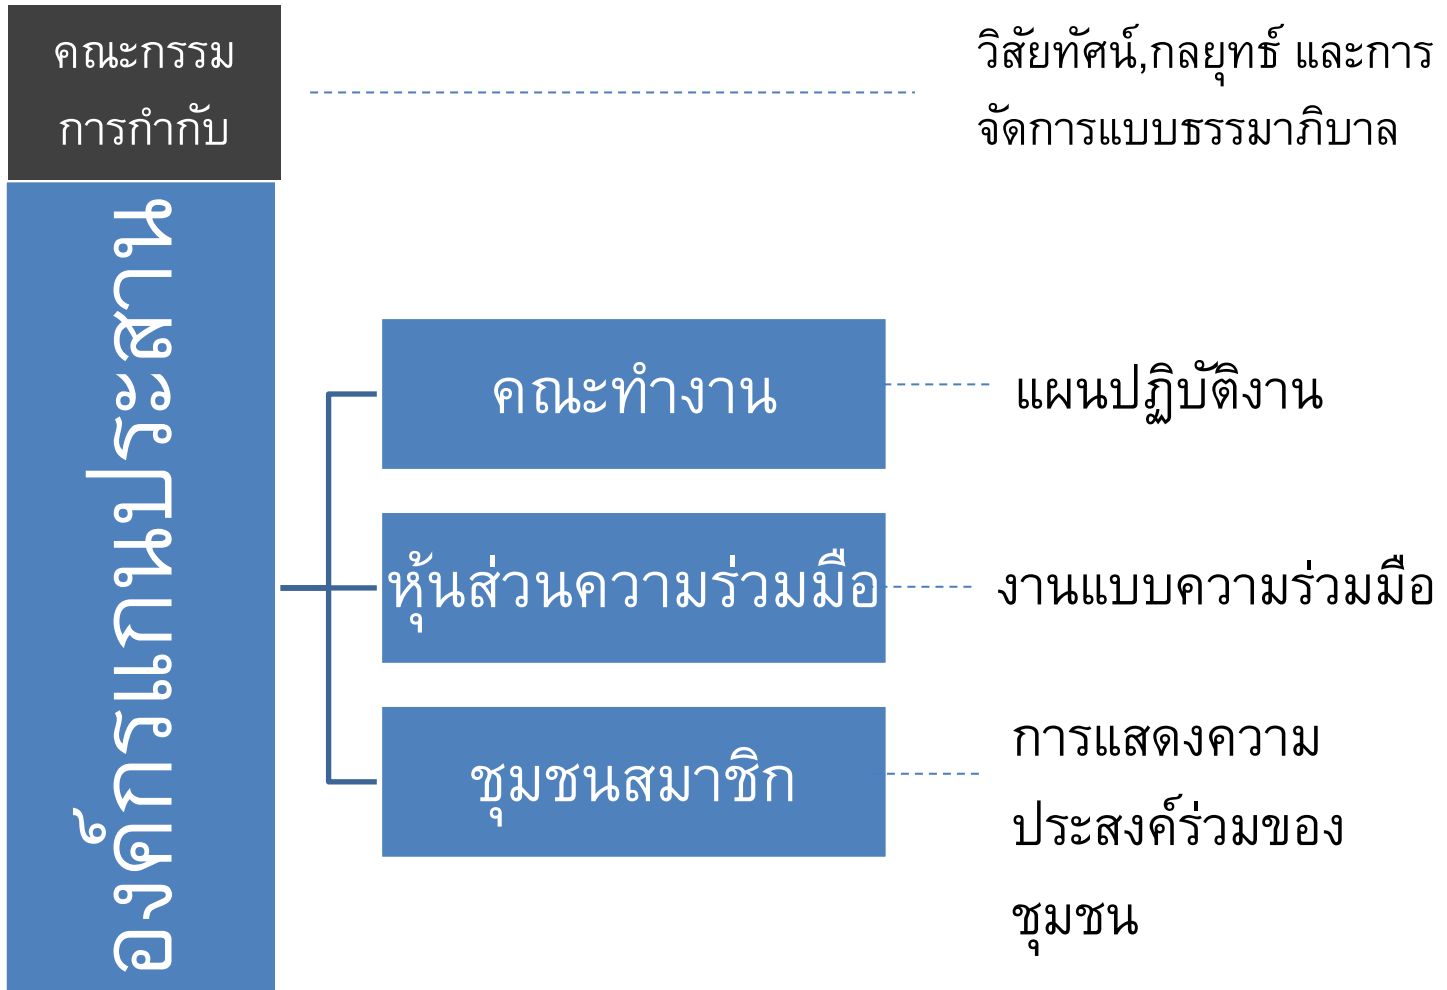 คณะกรรม
การกำกับ
วิสัยทัศน์,กลยุทธ์ และการ
จัดการแบบธรรมาภิบาล
องค์กรแกนประสาน
คณะทำงาน
แผนปฏิบัติงาน
หุ้นส่วนความร่วมมือ
งานแบบความร่วมมือ
ชุมชนสมาชิก
การแสดงความ
ประสงค์ร่วมของ
ชุมชน